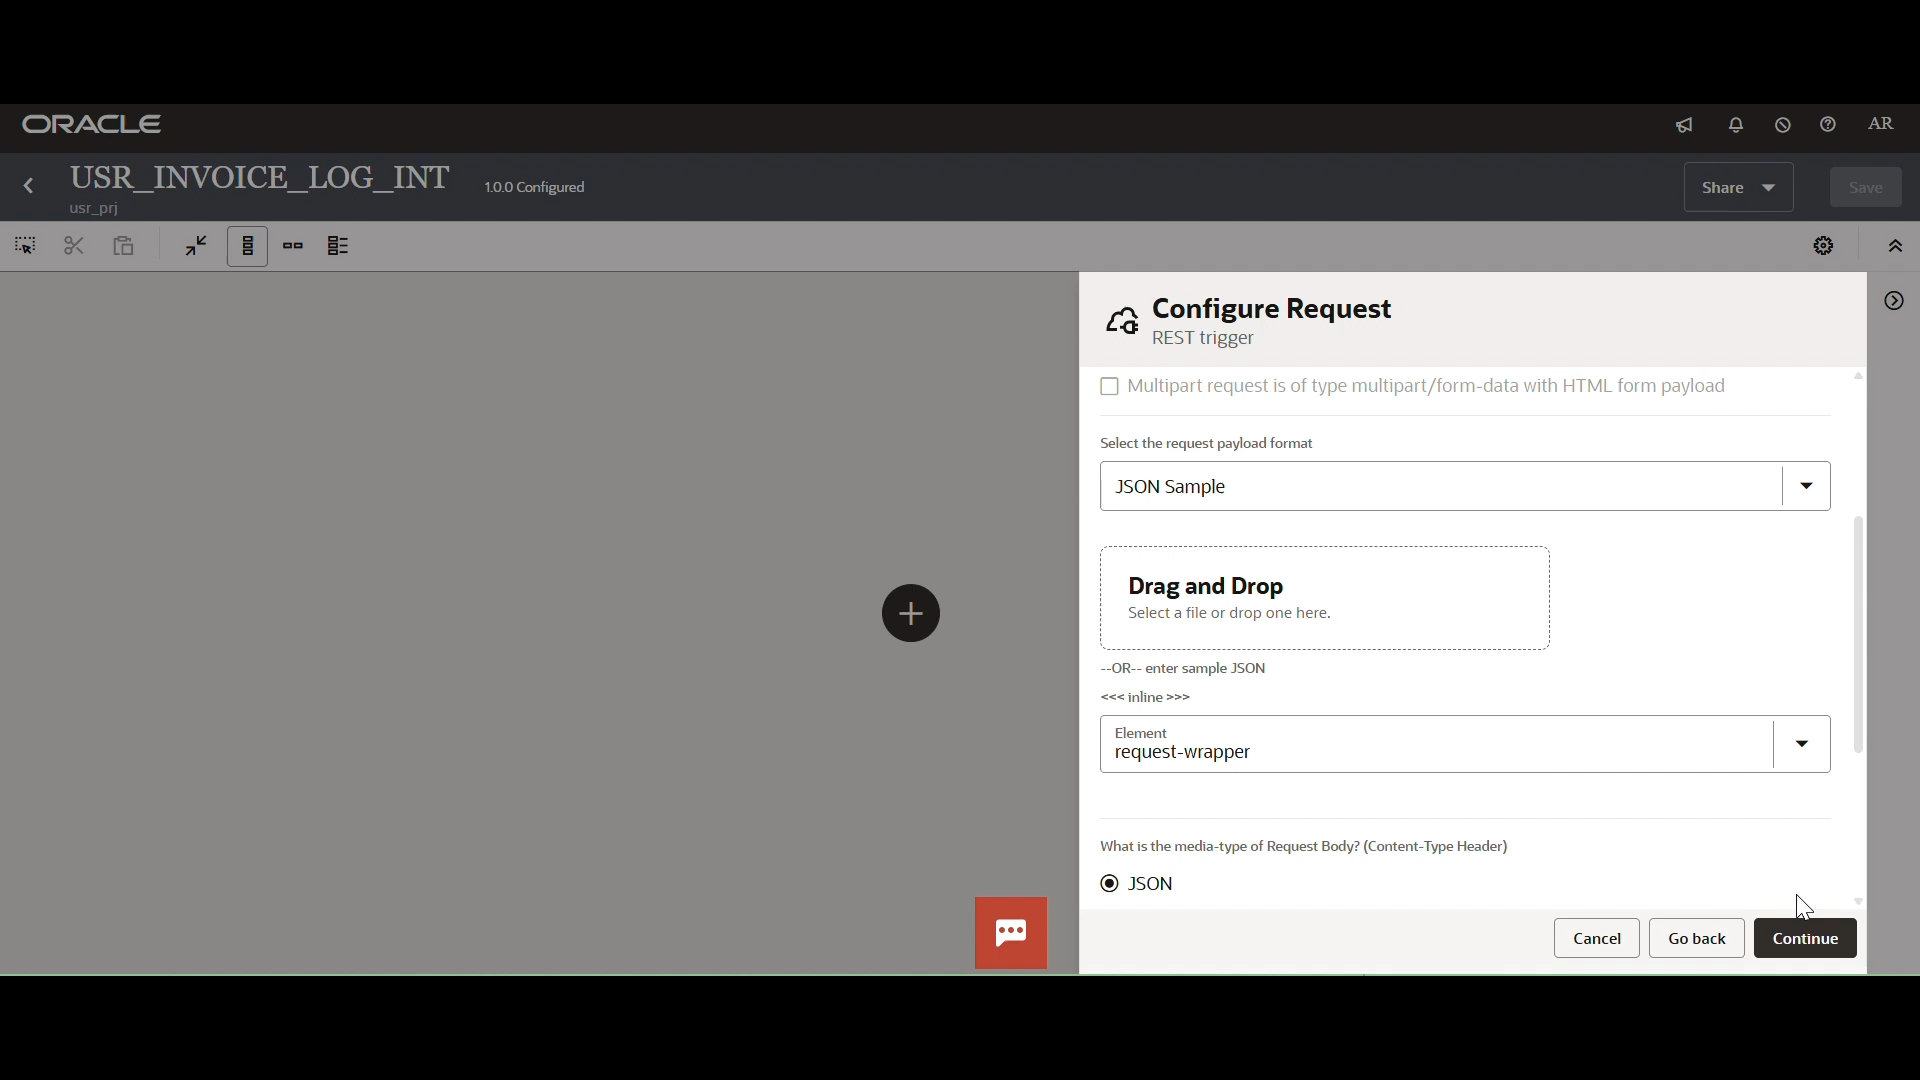 ORACLE
AR
USR_INVOICE_LOG_INT
1.0.0 Configured
Share
Save
usr_prj
Configure Request
REST trigger
Multipart request is of type multipart/form-data with HTML form payload
Select the request payload format
JSON Sample
Drag and Drop
Select a file or drop one here.
--OR-- enter sample JSON
<<< inline >>>
Element
request-wrapper
What is the media-type of Request Body? (Content-Type Header)
JSON
Cancel
Go back
Continue